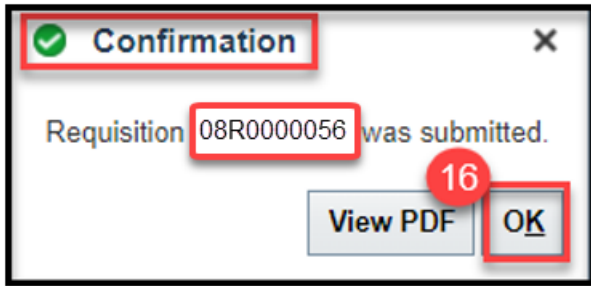 Confirmation
Requisition 08R0000056 was submitted.
16
View PDF OK